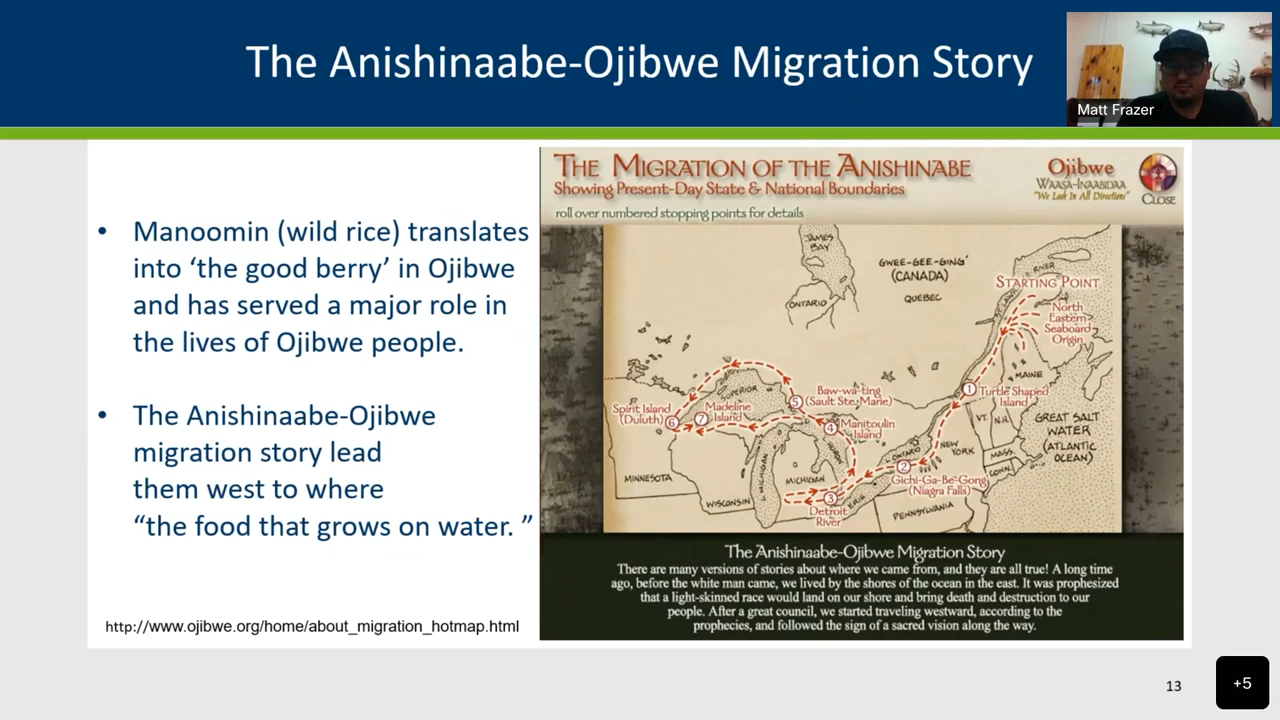 The Anishinaabe-Ojibwe Migration Story
Matt Frazer
• Manoomin (wild rice) translates
into ‘the good berry’ in Ojibwe
and has served a major role in
the lives of Ojibwe people.
• The Anishinaabe-Ojibwe
migration story lead
them west to where
“the food that grows on water. ”
http://www.ojibwe.org/home/about_migration_hotmap.html
THE MIGRATION OF THE ANISHINABE
Showing Present-Day State & National Boundaries
roll over numbered stopping points for details
Ojibwe
WAASA-INAABIDAA
"We Look In All Directions"
CLOSE
JAMES
BAY
GWEE-GEE-GING'
(CANADA)
QUEBEC
ONTARIO
RIVER
STARTING POINT
North
Eastern
Seaboard
Origin
MAINE
1
Turtle Shaped
Island
VT.
N.H.
GREAT SALT
WATER
(ATLANTIC
OCEAN)
MASS.
CONN.
NEW
YORK
ONTARIO
2
Gichi-Ga-Be-Gong
(Niagra Falls)
PENNSYLVANIA
ERIE
3
Detroit
River
MICHIGAN
L. MICHIGAN
HURON
4
Manitoulin
Island
5
Baw-wa-ting
(Sault Ste. Marie)
SUPERIOR
Spirit Island
(Duluth)
6
7
Madeline
Island
MINNESOTA
WISCONSIN
The Anishinaabe-Ojibwe Migration Story
There are many versions of stories about where we came from, and they are all true! A long time
ago, before the white man came, we lived by the shores of the ocean in the east. It was prophesized
that a light-skinned race would land on our shore and bring death and destruction to our
people. After a great council, we started traveling westward, according to the
prophecies, and followed the sign of a sacred vision along the way.
13
+5